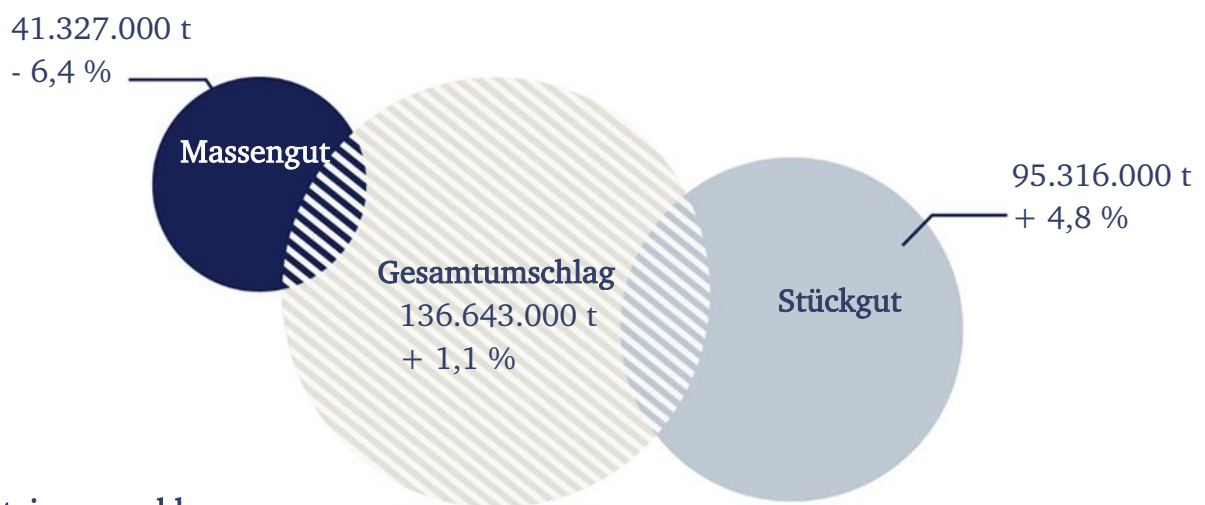 41.327.000 t
- 6,4 %
Massengut
Gesamtumschlag
136.643.000 t
+ 1,1 %
95.316.000 t
+ 4,8 %
Stückgut